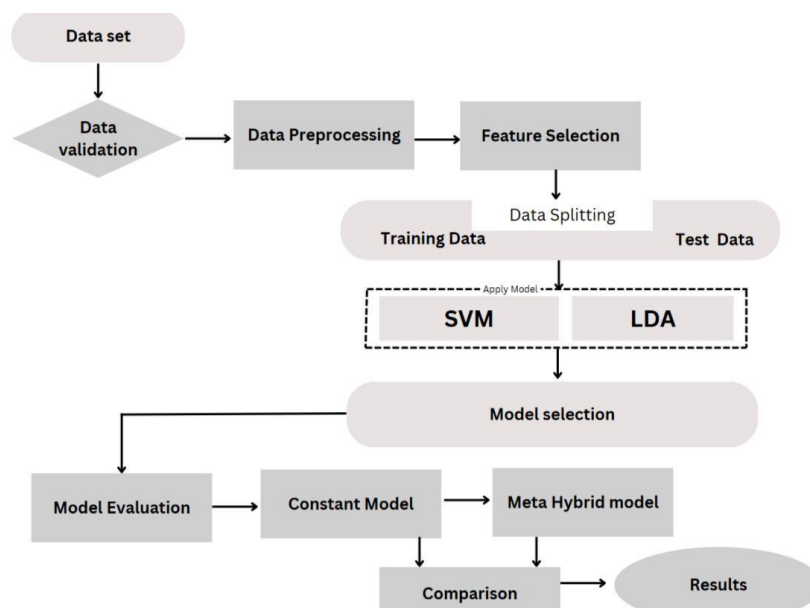 Data set
Data
validation
Data Preprocessing
Feature Selection
Data Splitting
Training Data
Test Data
Apply Model
SVM
LDA
Model selection
Model Evaluation
Constant Model
Meta Hybrid model
Comparison
Results